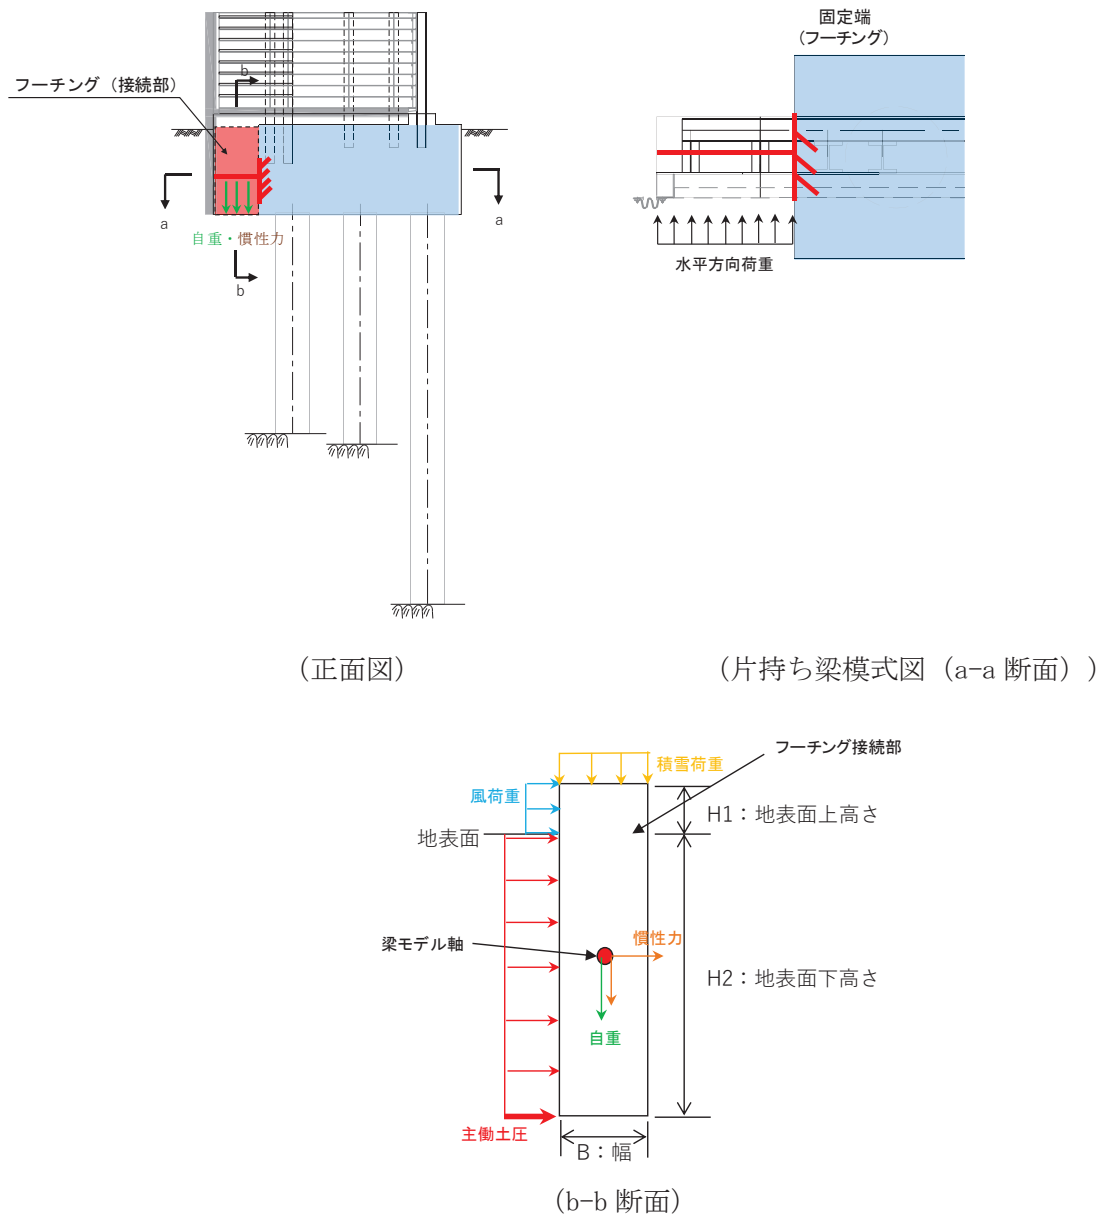 固定端
(フーチング)
フーチング（接続部）
b
a
a
自重・慣性力
b
水平方向荷重
（正面図）
（片持ち梁模式図（a-a 断面））
フーチング接続部
積雪荷重
風荷重
H1：地表面上高さ
地表面
梁モデル軸
慣性力
H2：地表面下高さ
自重
主働土圧
B：幅
（b-b 断面）